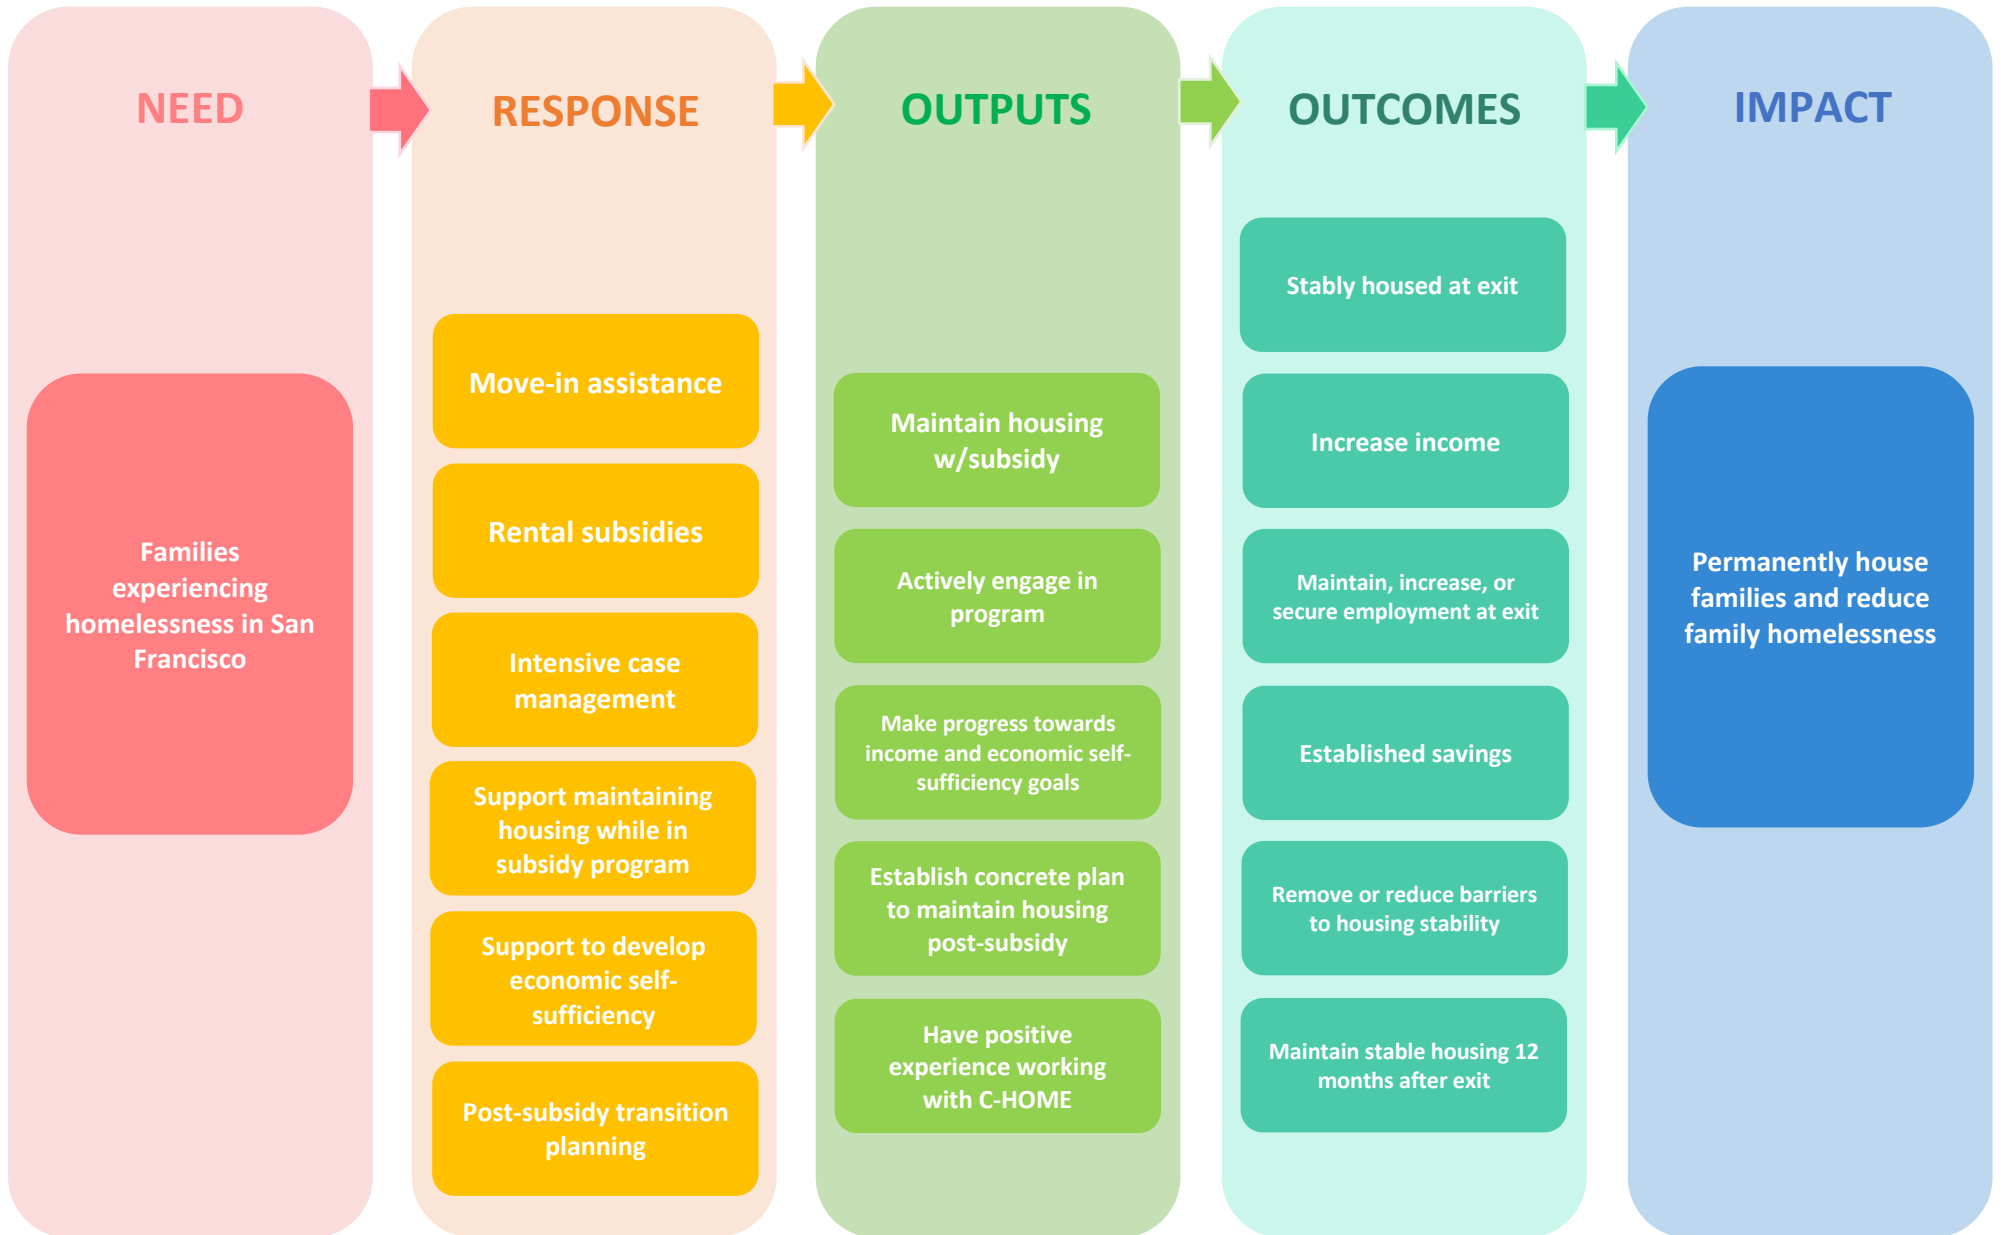 NEED
Families
experiencing
homelessness in San
Francisco
RESPONSE
Move-in assistance
Rental subsidies
Intensive case
management
Support maintaining
housing while in
subsidy program
Support to develop
economic self-
sufficiency
Post-subsidy transition
planning
OUTPUTS
Maintain housing
w/subsidy
Actively engage in
program
Make progress towards
income and economic self-
sufficiency goals
Establish concrete plan
to maintain housing
post-subsidy
Have positive
experience working
with C-HOME
OUTCOMES
Stably housed at exit
Increase income
Maintain, increase, or
secure employment at exit
Established savings
Remove or reduce barriers
to housing stability
Maintain stable housing 12
months after exit
IMPACT
Permanently house
families and reduce
family homelessness